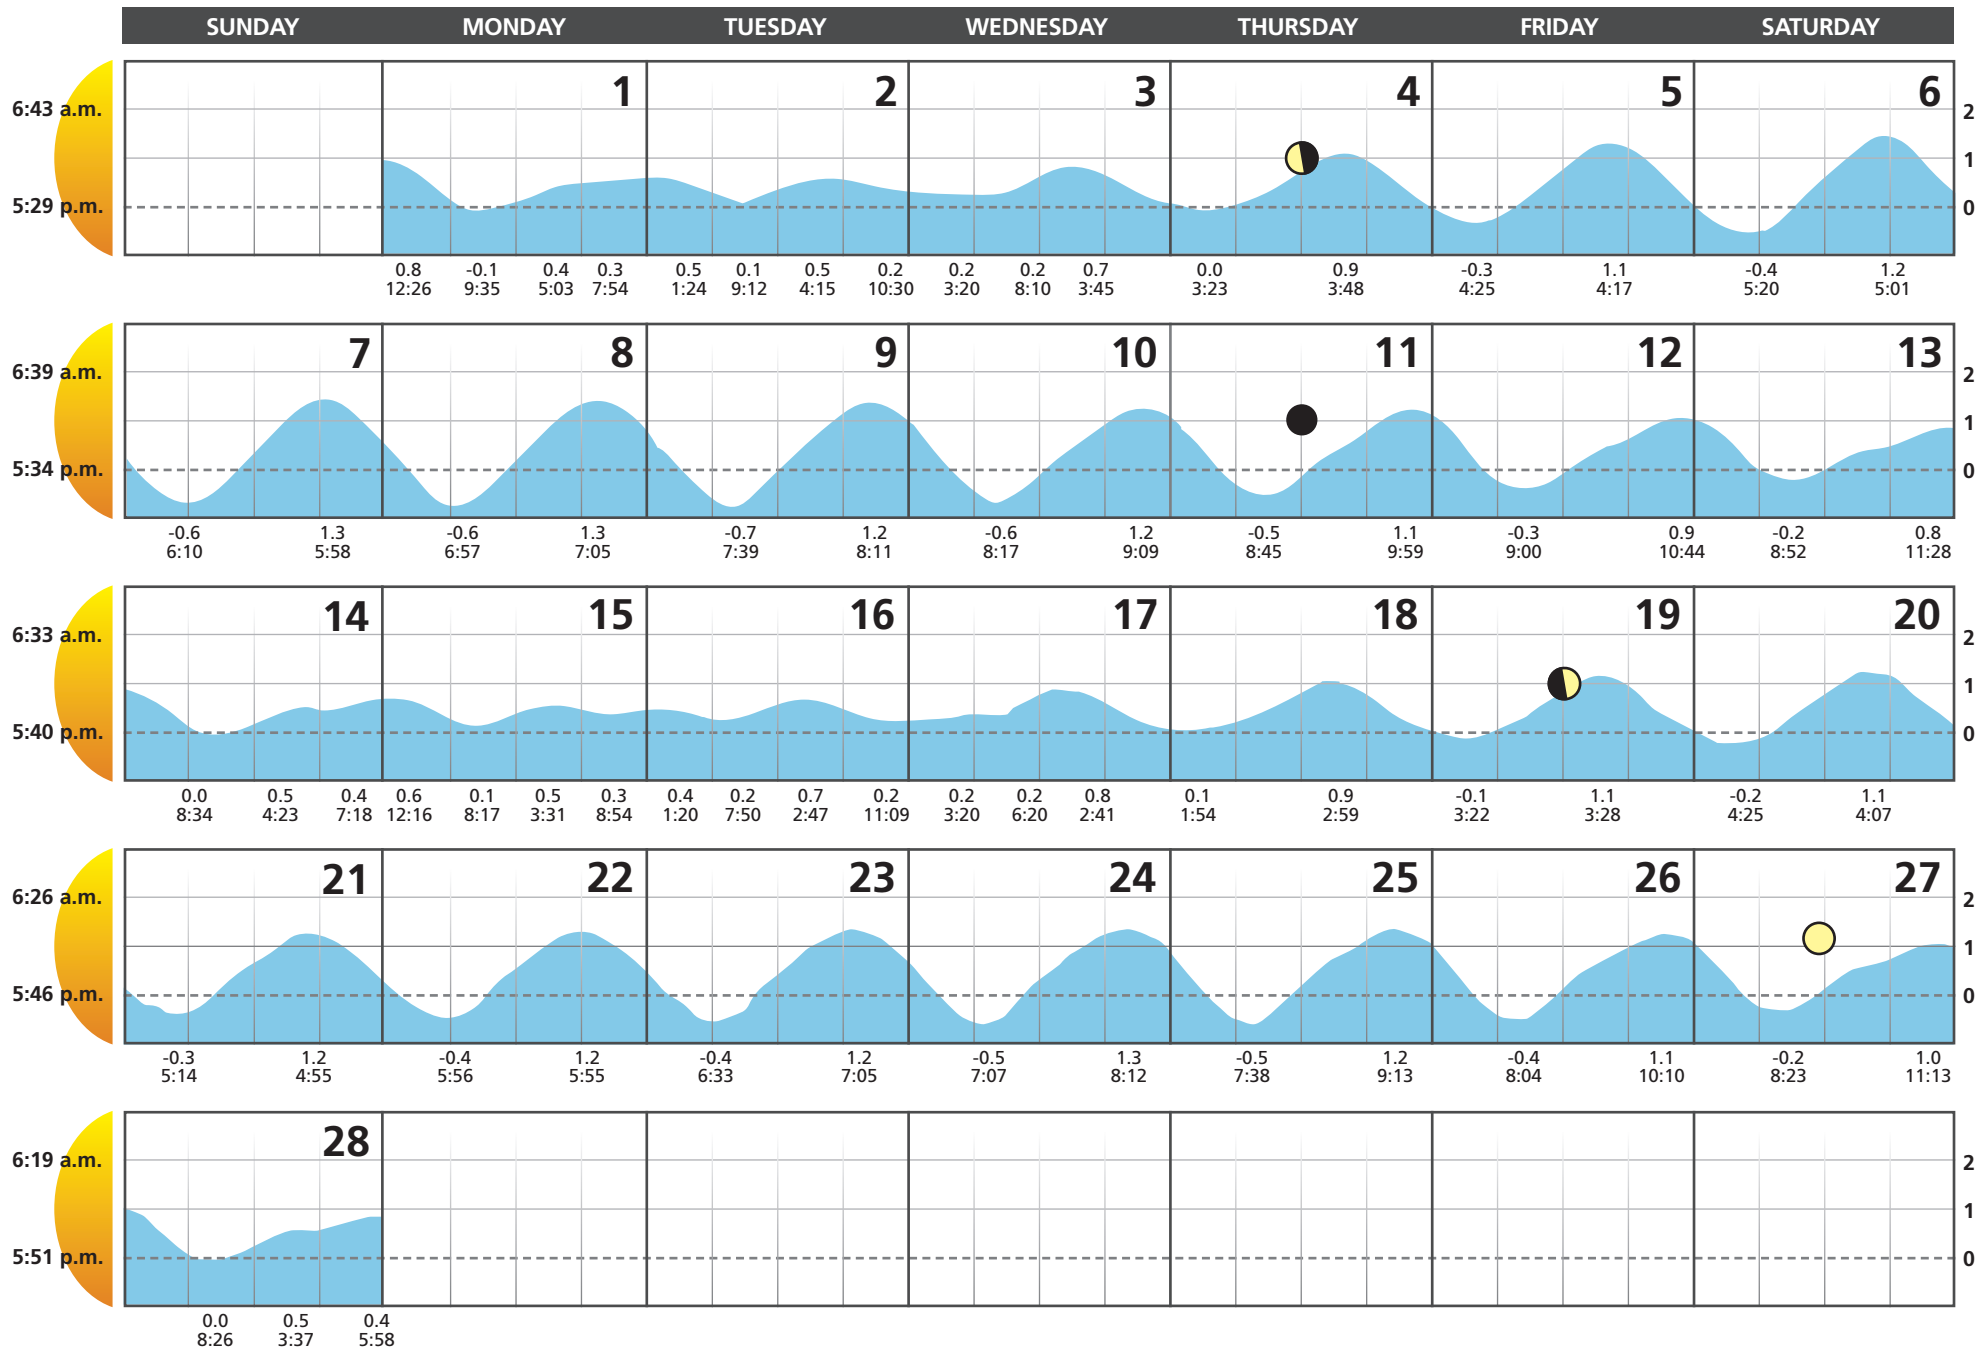 SUNDAY MONDAY TUESDAY WEDNESDAY THURSDAY FRIDAY SATURDAY
1 2 3 4 5 6
6:43 a.m. 2
1
5:29 p.m. 0
0.8 -0.1 0.4 0.3 0.5 0.1 0.5 0.2 0.2 0.2 0.7 0.0 0.9 -0.3 1.1 -0.4 1.2
12:26 9:35 5:03 7:54 1:24 9:12 4:15 10:30 3:20 8:10 3:45 3:23 3:48 4:25 4:17 5:20 5:01
7 8 9 10 11 12 13
6:39 a.m. 2
1
5:34 p.m. 0
-0.6 1.3 -0.6 1.3 -0.7 1.2 -0.6 1.2 -0.5 1.1 -0.3 0.9 -0.2 0.8
6:10 5:58 6:57 7:05 7:39 8:11 8:17 9:09 8:45 9:59 9:00 10:44 8:52 11:28
14 15 16 17 18 19 20
6:33 a.m. 2
1
5:40 p.m. 0
0.0 0.5 0.4 0.6 0.1 0.5 0.3 0.4 0.2 0.7 0.2 0.2 0.2 0.8 0.1 0.9 -0.1 1.1 -0.2 1.1
8:34 4:23 7:18 12:16 8:17 3:31 8:54 1:20 7:50 2:47 11:09 3:20 6:20 2:41 1:54 2:59 3:22 3:28 4:25 4:07
21 22 23 24 25 26 27
6:26 a.m. 2
1
5:46 p.m. 0
-0.3 1.2 -0.4 1.2 -0.4 1.2 -0.5 1.3 -0.5 1.2 -0.4 1.1 -0.2 1.0
5:14 4:55 5:56 5:55 6:33 7:05 7:07 8:12 7:38 9:13 8:04 10:10 8:23 11:13
28
6:19 a.m. 2
1
5:51 p.m. 0
0.0 0.5 0.4
8:26 3:37 5:58